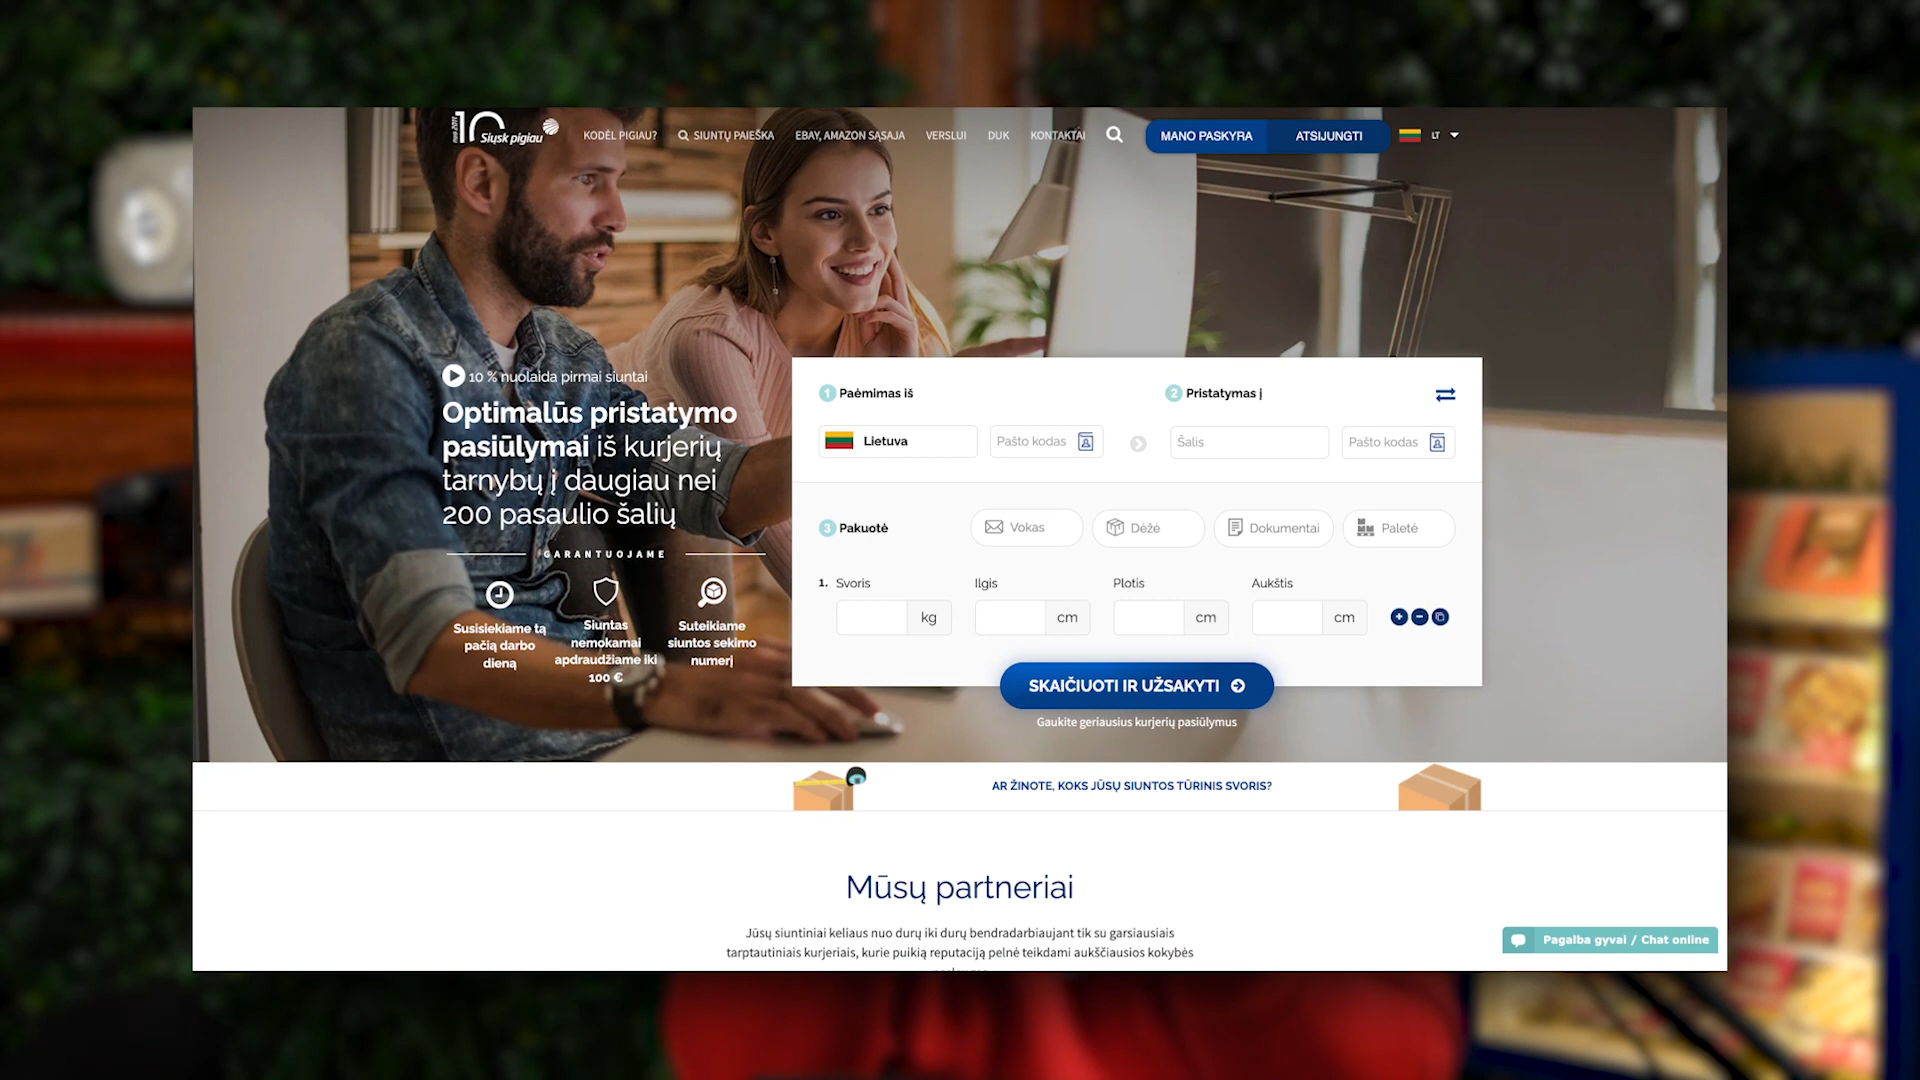 Siųsk pigiau
KODĖL PIGIAU?
SIUNTŲ PAIEŠKA
EBAY, AMAZON SĄSAJA
VERSLUI
DUK
KONTAKTAI
MANO PASKYRA
ATSIJUNGTI
LT
10 % nuolaida pirmai siuntai
Optimalūs pristatymo
pasiūlymai iš kurjerių
tarnybų į daugiau nei
200 pasaulio šalių
GARANTUOJAME
Susisiekiame tą
pačią darbo
dieną
Siuntas
nemokamai
apdraudžiame iki
100 €
Suteikiame
siuntos sekimo
numerį
1 Paėmimas iš
2 Pristatymas į
Lietuva
Pašto kodas
Šalis
Pašto kodas
3 Pakuotė
Vokas
Dėžė
Dokumentai
Paletė
1. Svoris
Ilgis
Plotis
Aukštis
kg
cm
cm
cm
SKAIČIUOTI IR UŽSAKYTI
Gaukite geriausius kurjerių pasiūlymus
AR ŽINOTE, KOKS JŪSŲ SIUNTOS TŪRINIS SVORIS?
Mūsų partneriai
Jūsų siuntiniai keliaus nuo durų iki durų bendradarbiaujant tik su garsiausiais
tarptautiniais kurjeriais, kurie puikią reputaciją pelnė teikdami aukščiausios kokybės
Pagalba gyvai / Chat online